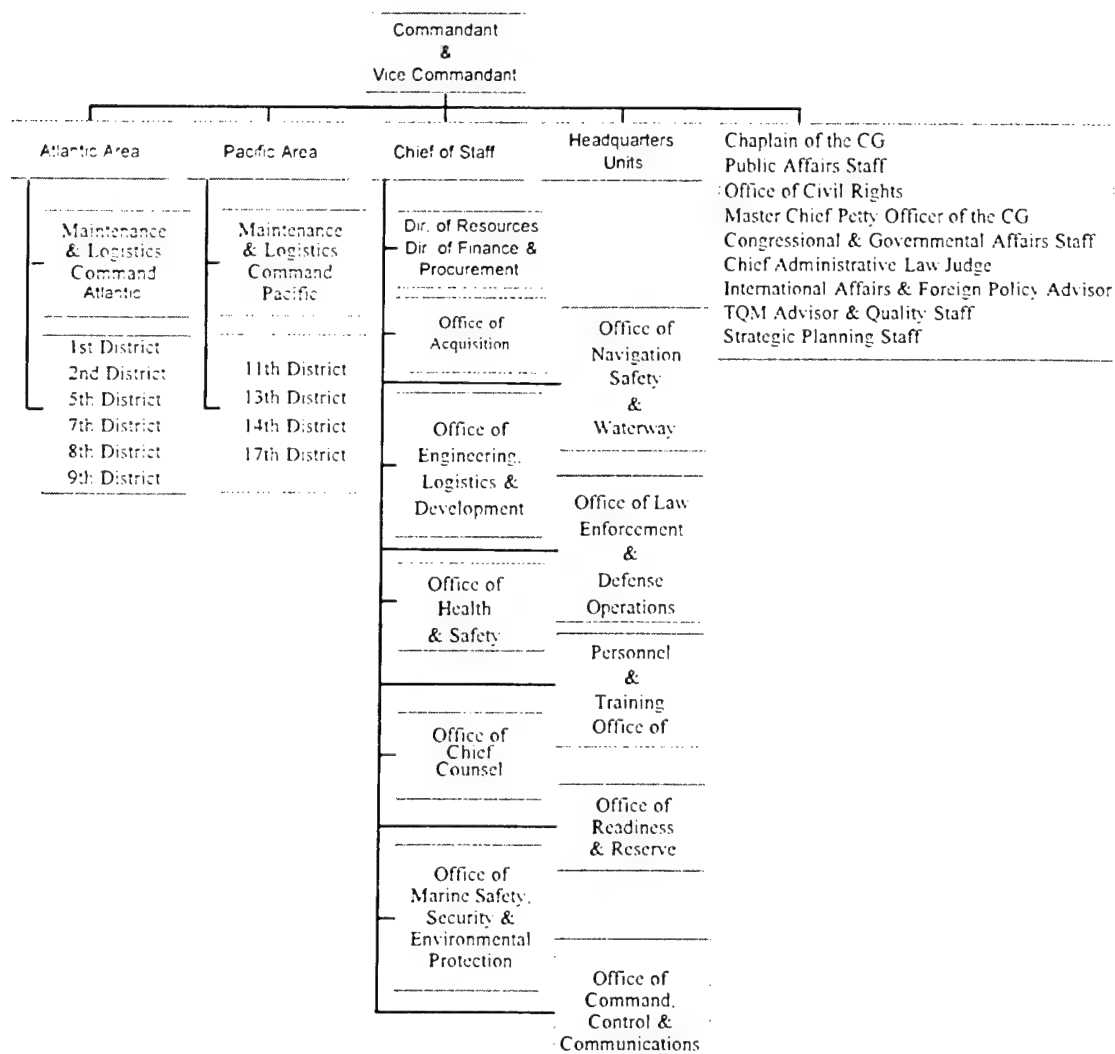 Commandant
&
Vice Commandant
Atlantic Area
Maintenance
& Logistics
Command
Atlantic
1st District
2nd District
5th District
7th District
8th District
9th District
Pacific Area
Maintenance
& Logistics
Command
Pacific
11th District
13th District
14th District
17th District
Chief of Staff
Dir. of Resources
Dir. of Finance &
Procurement
Office of
Acquisition
Office of
Engineering,
Logistics &
Development
Office of
Health
& Safety
Office of
Chief
Counsel
Office of
Marine Safety,
Security &
Environmental
Protection
Headquarters
Units
Office of
Navigation
Safety
&
Waterway
Office of Law
Enforcement
&
Defense
Operations
Personnel
&
Training
Office of
Office of
Readiness
& Reserve
Office of
Command,
Control &
Communications
Chaplain of the CG
Public Affairs Staff
Office of Civil Rights
Master Chief Petty Officer of the CG
Congressional & Governmental Affairs Staff
Chief Administrative Law Judge
International Affairs & Foreign Policy Advisor
TQM Advisor & Quality Staff
Strategic Planning Staff